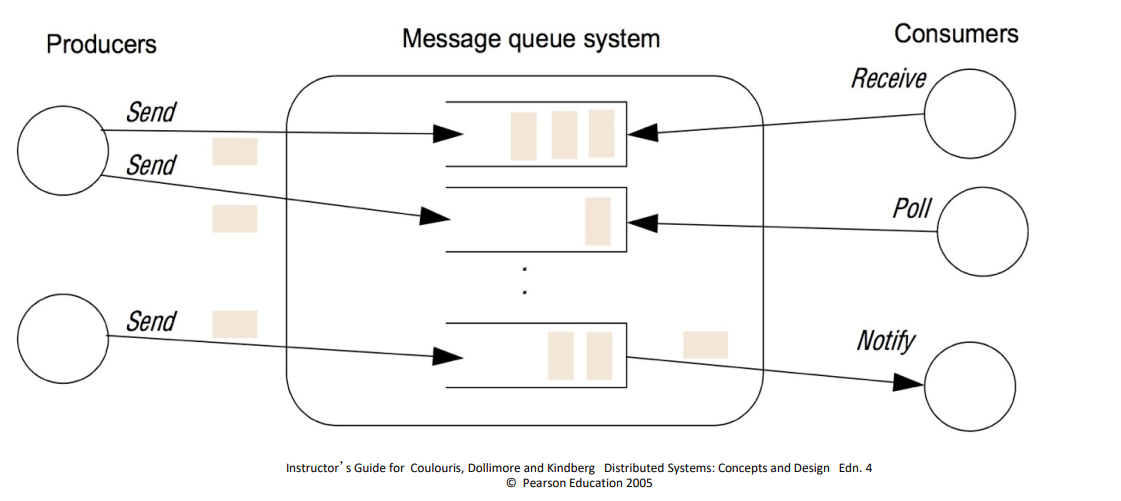 Producers
Message queue system
Consumers
Send
Receive
Send
Poll
Send
Notify
Instructor’s Guide for Coulouris, Dollimore and Kindberg Distributed Systems: Concepts and Design Edn. 4
© Pearson Education 2005